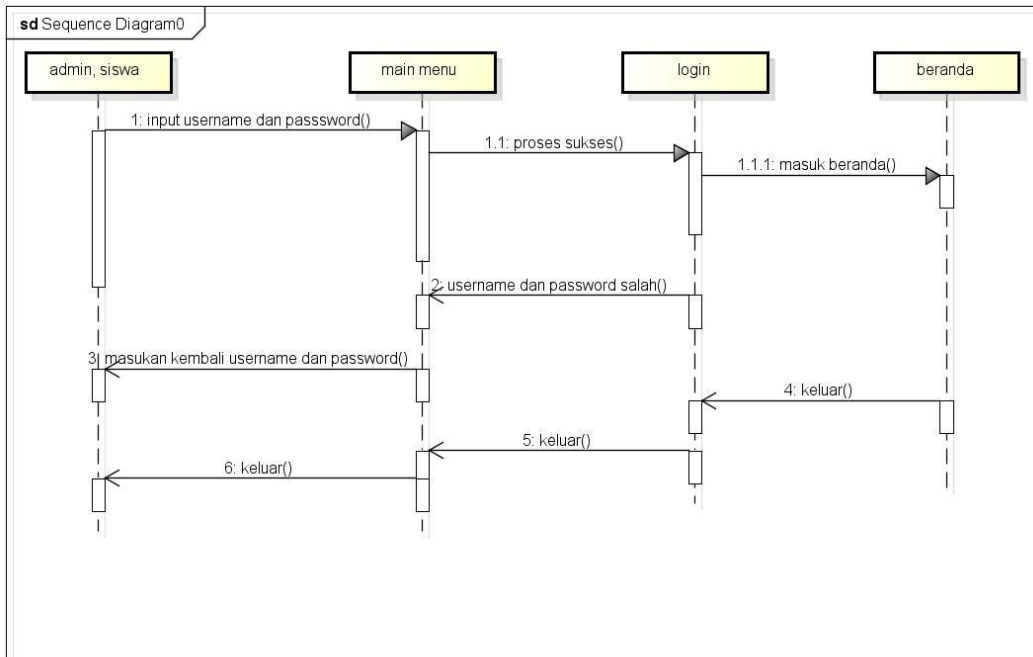 sd Sequence Diagram0
admin, siswa
main menu
login
beranda
1: input username dan passsword()
1.1: proses sukses()
1.1.1: masuk beranda()
2: username dan password salah()
3: masukan kembali username dan password()
4: keluar()
5: keluar()
6: keluar()